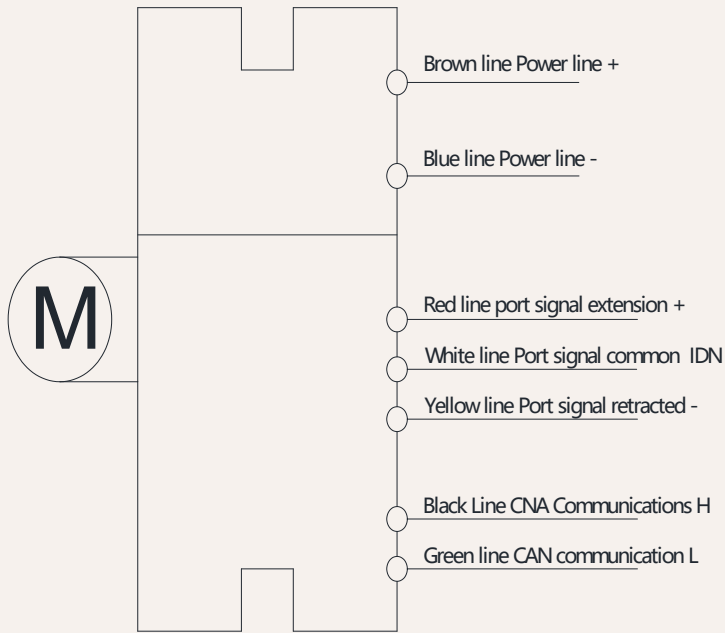 Brown line Power line +
Blue line Power line -
M
Red line port signal extension +
White line Port signal common IDN
Yellow line Port signal retracted -
Black Line CNA Communications H
Green line CAN communication L